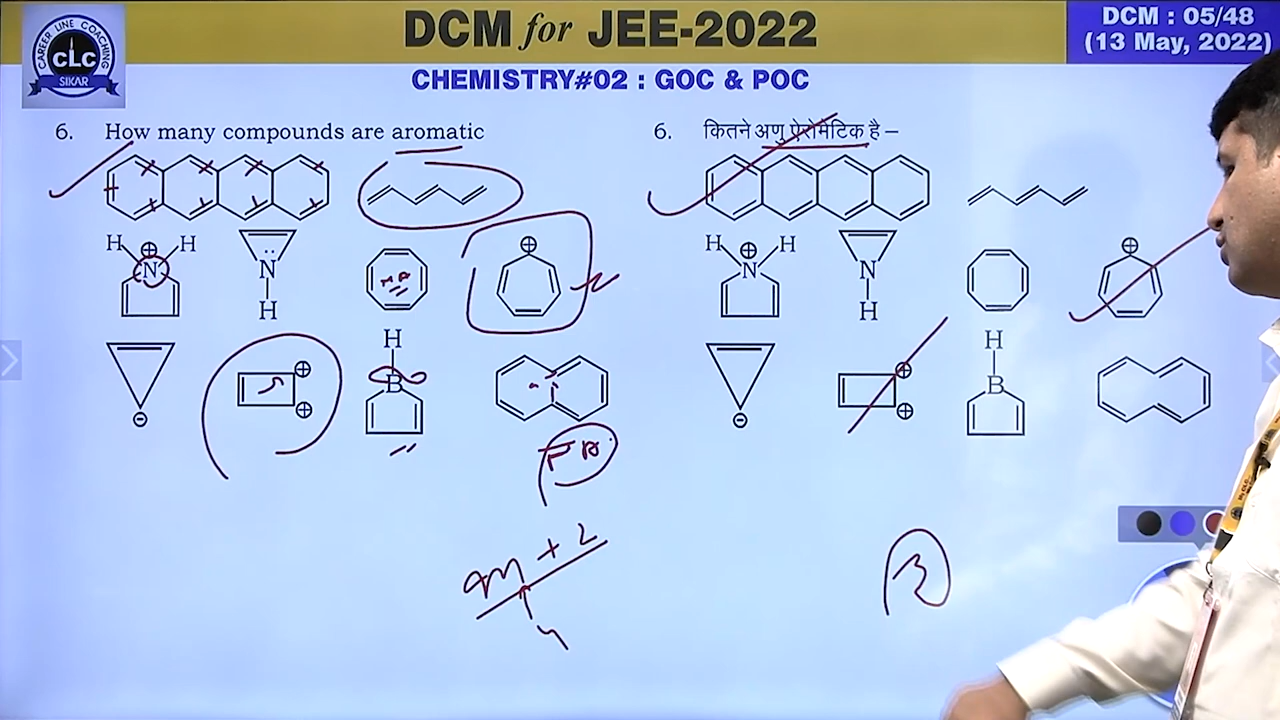 CAREER LINE COACHING
CLC
SIKAR
DCM for JEE-2022
DCM : 05/48
(13 May, 2022)
CHEMISTRY#02 : GOC & POC
6. How many compounds are aromatic
6. कितने अणु ऐरोमेटिक है –
H ⊕ H
N
N
H
⊕
H ⊕ H
N
N
H
⊕
⊖
⊕
⊕
H
B
⊖
⊕
⊕
H
B
4n + 2
3